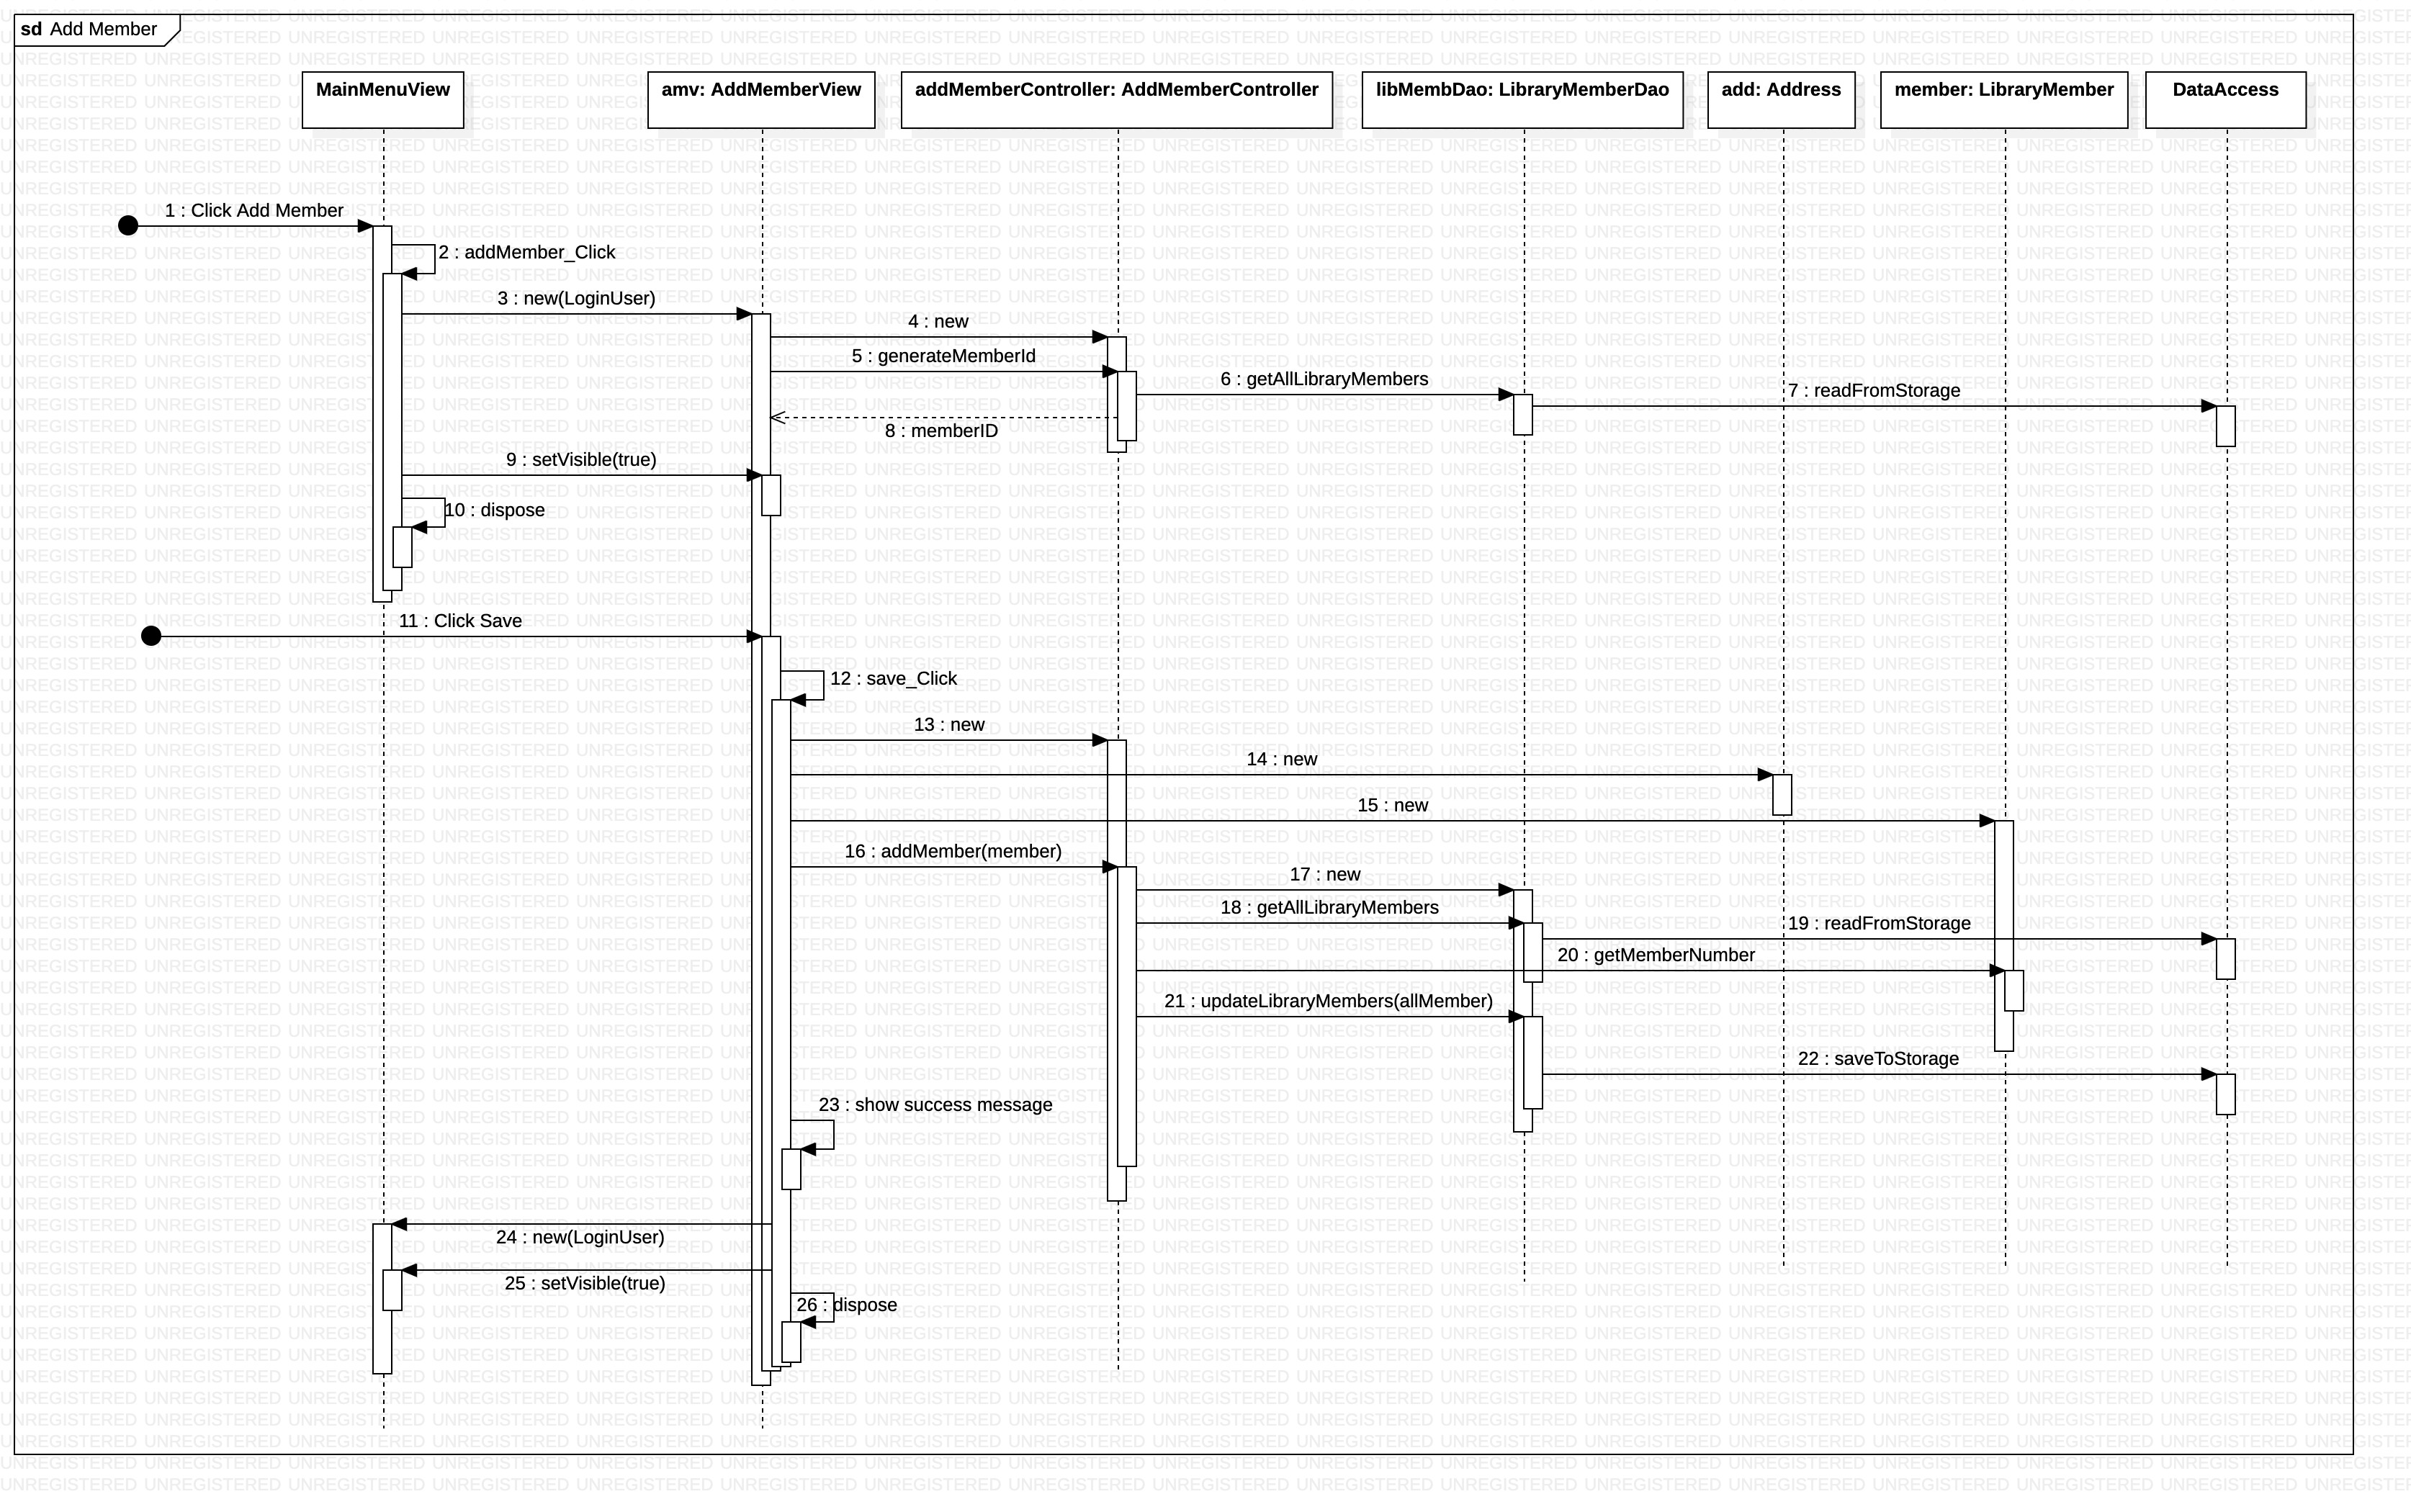 sd Add Member
MainMenuView
amv: AddMemberView
addMemberController: AddMemberController
libMembDao: LibraryMemberDao
add: Address
member: LibraryMember
DataAccess
1 : Click Add Member
2 : addMember_Click
3 : new(LoginUser)
4 : new
5 : generateMemberId
6 : getAllLibraryMembers
7 : readFromStorage
8 : memberID
9 : setVisible(true)
10 : dispose
11 : Click Save
12 : save_Click
13 : new
14 : new
15 : new
16 : addMember(member)
17 : new
18 : getAllLibraryMembers
19 : readFromStorage
20 : getMemberNumber
21 : updateLibraryMembers(allMember)
22 : saveToStorage
23 : show success message
24 : new(LoginUser)
25 : setVisible(true)
26 : dispose
UNREGISTERED